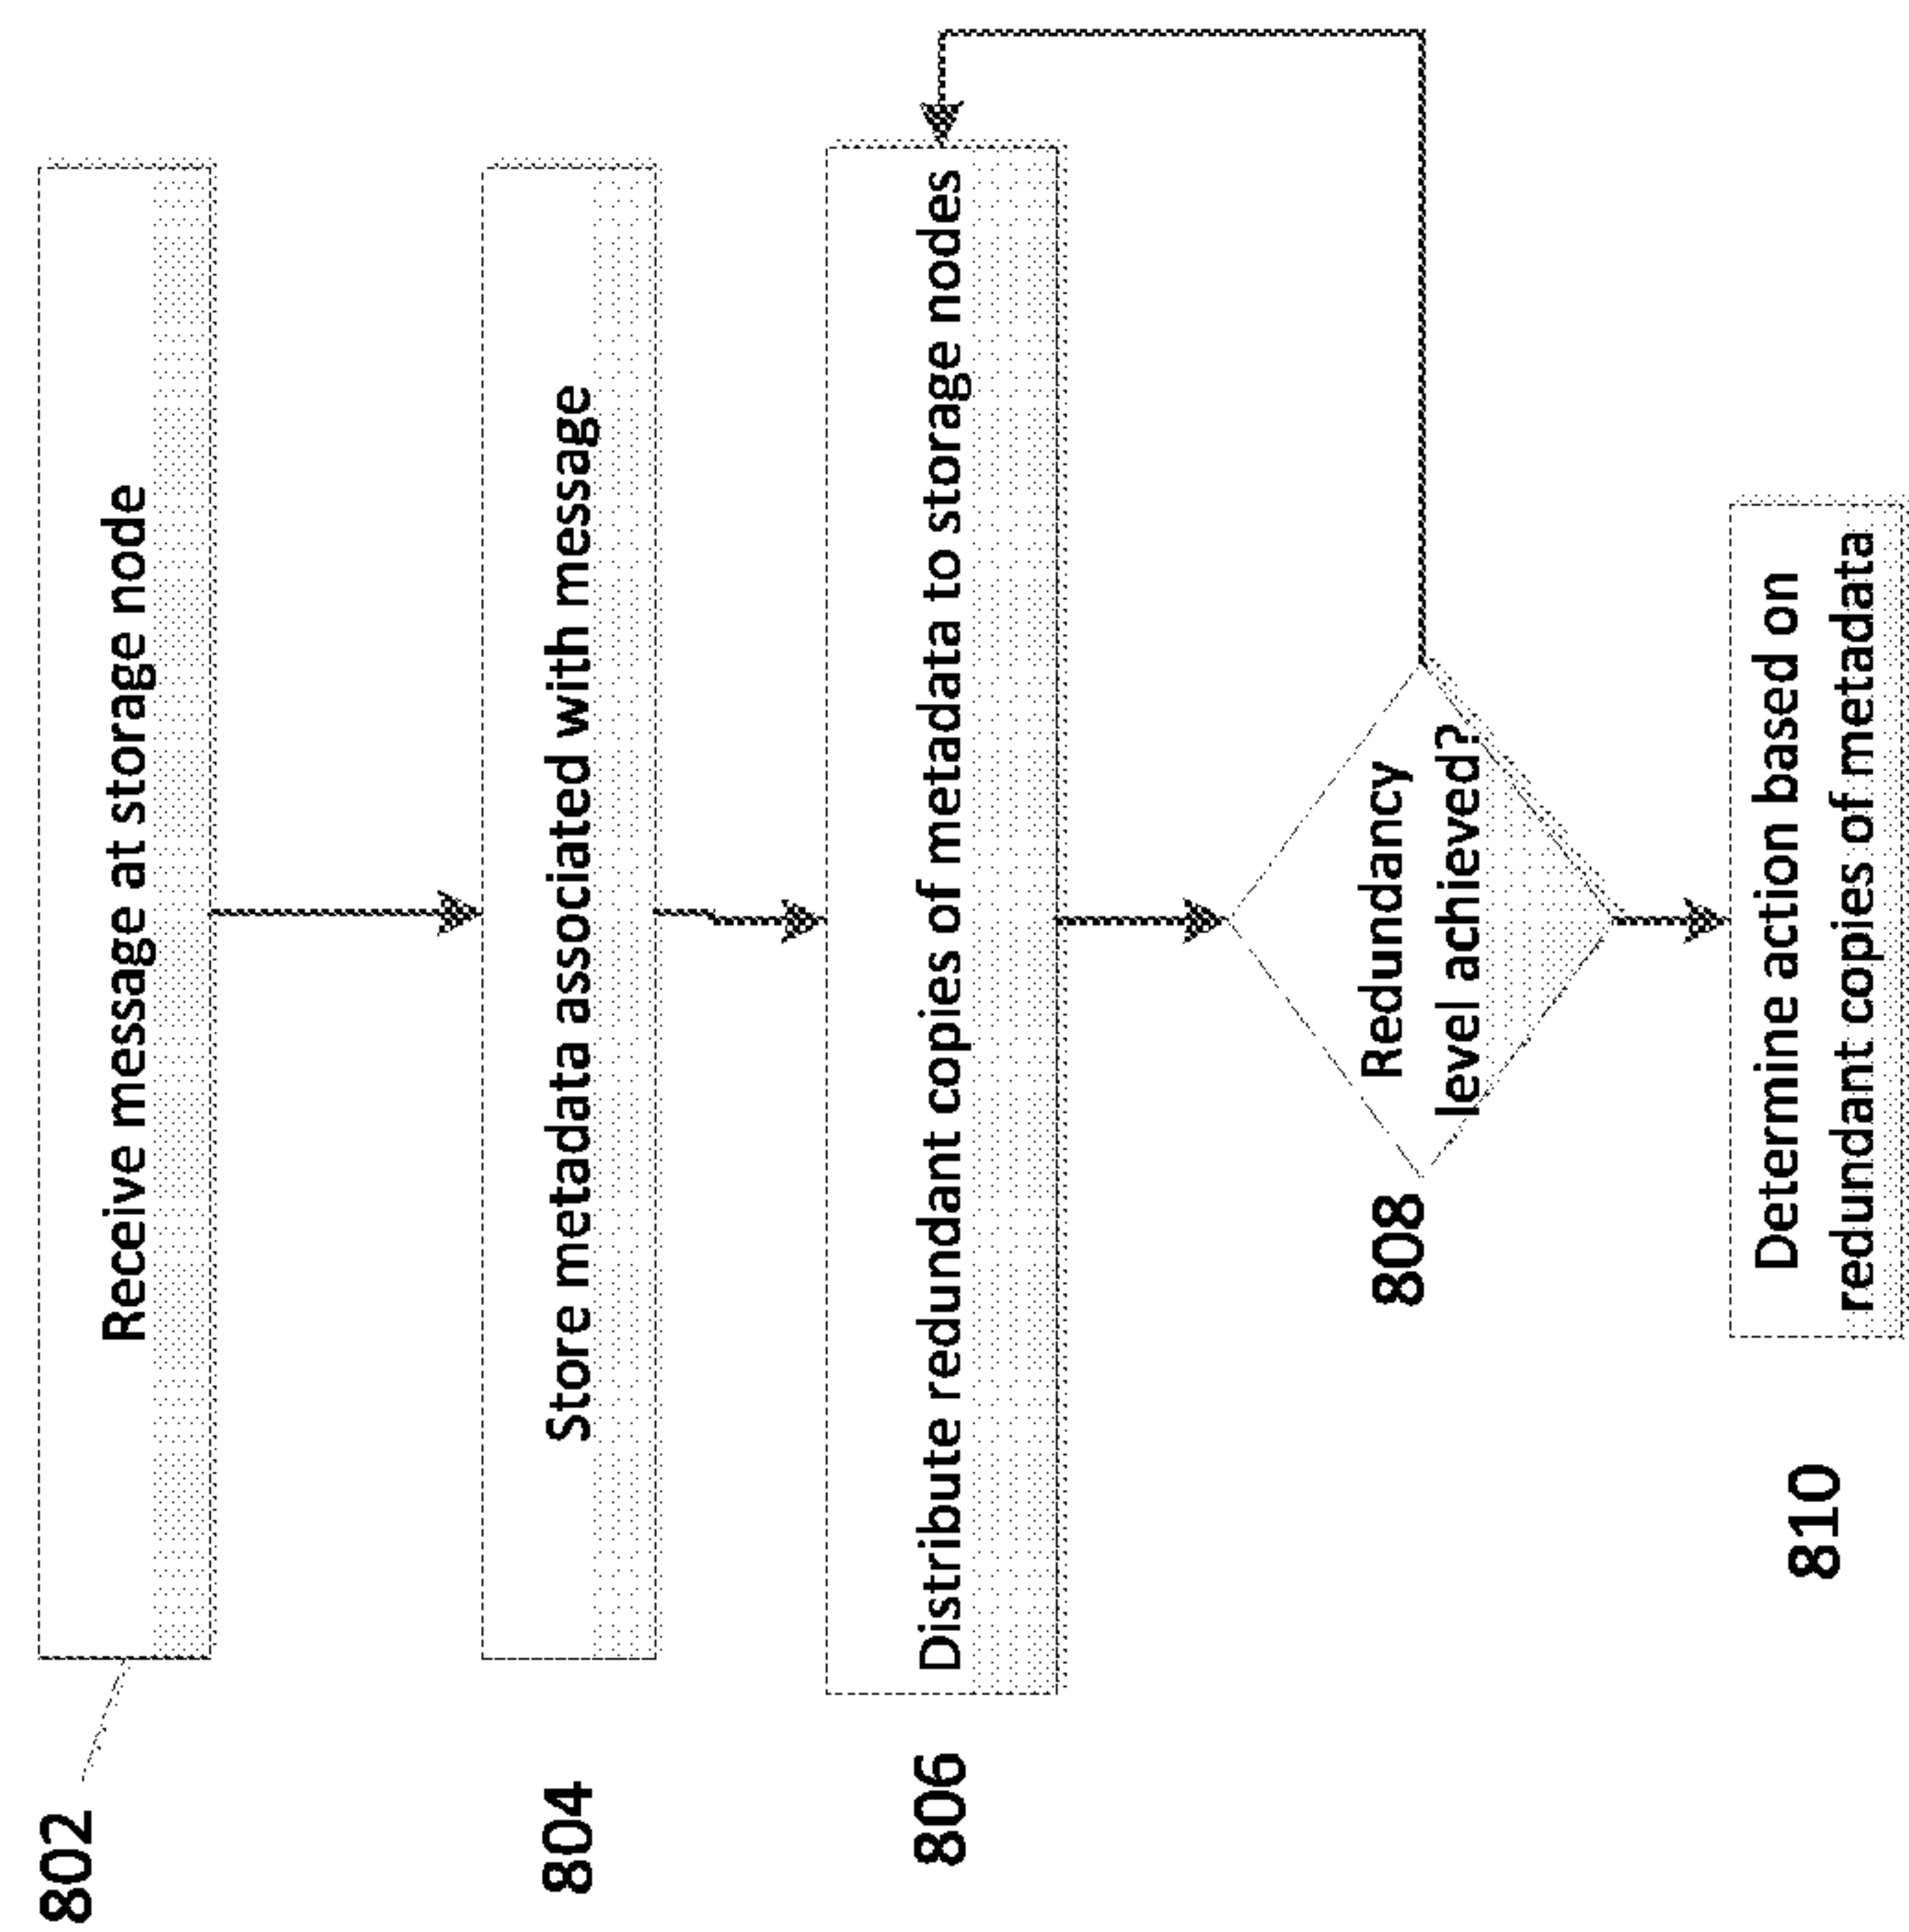 802
Receive message at storage node
804
Store metadata associated with message
806
Distribute redundant copies of metadata to storage nodes
808
Redundancy
level achieved?
810
Determine action based on
redundant copies of metadata